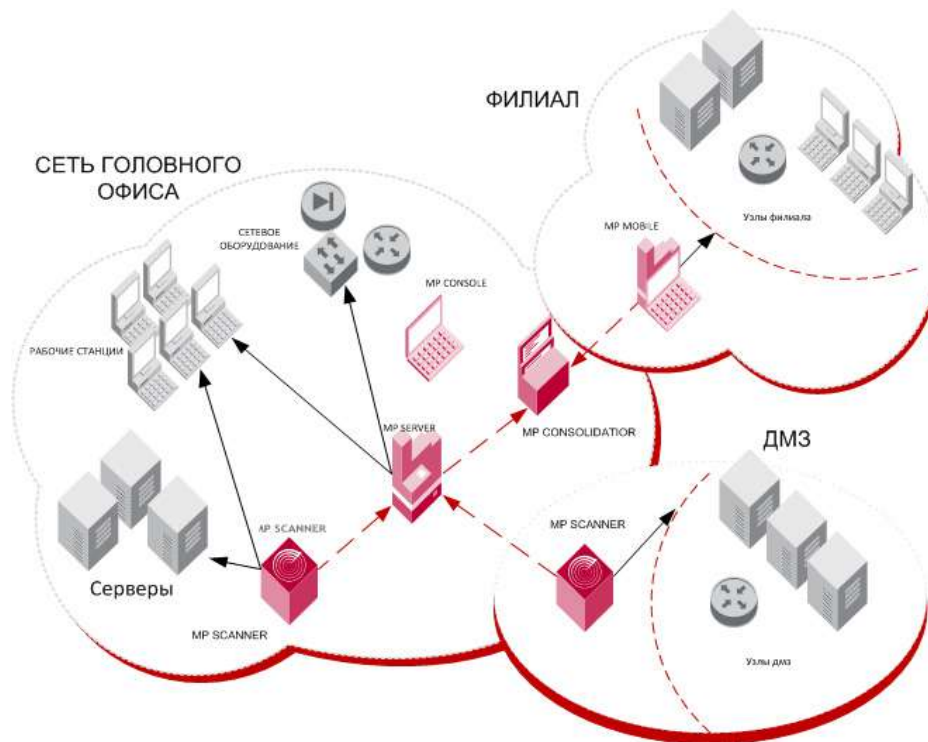 ФИЛИАЛ
СЕТЬ ГОЛОВНОГО
ОФИСА
СЕТЕВОЕ
ОБОРУДОВАНИЕ
MP CONSOLE
РАБОЧИЕ СТАНЦИИ
MP MOBILE
Узлы филиала
MP SERVER
MP CONSOLIDATIOR
ДМЗ
MP SCANNER
Серверы
MP SCANNER
MP SCANNER
Узлы дмз